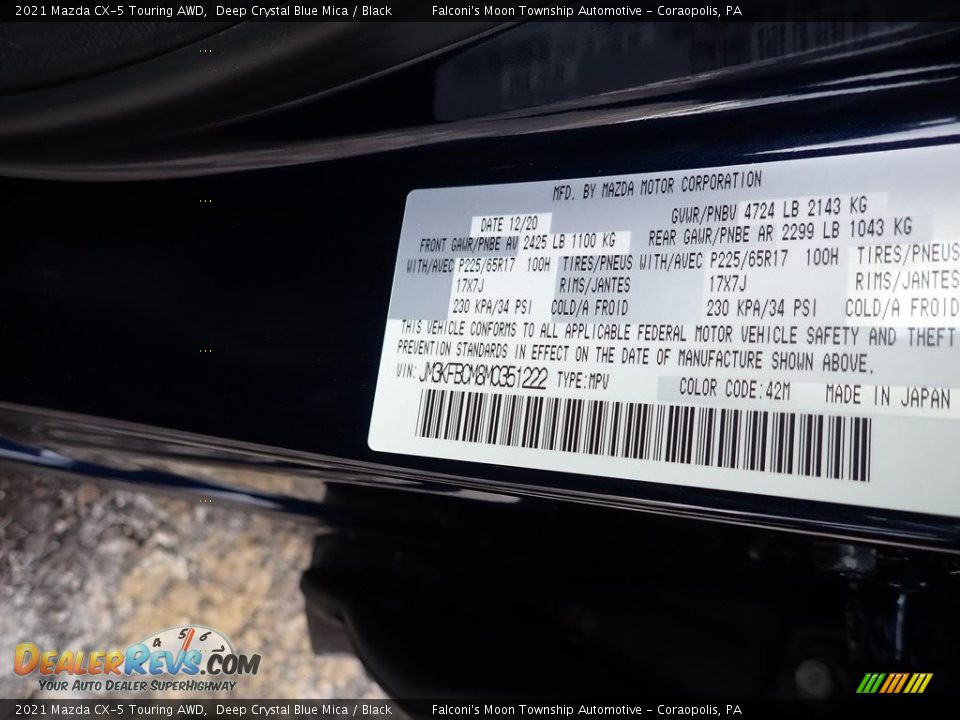 2021 Mazda CX-5 Touring AWD, Deep Crystal Blue Mica / Black Falconi's Moon Township Automotive - Coraopolis, PA
MFD. BY MAZDA MOTOR CORPORATION
DATE 12/20 GVWR/PNBV 4724 LB 2143 KG
FRONT GAWR/PNBE AV 2425 LB 1100 KG REAR GAWR/PNBE AR 2299 LB 1043 KG
WITH/AVEC P225/65R17 100H TIRES/PNEUS WITH/AVEC P225/65R17 100H TIRES/PNEUS
17X7J RIMS/JANTES 17X7J RIMS/JANTES
230 KPA/34 PSI COLD/A FROID 230 KPA/34 PSI COLD/A FROID
THIS VEHICLE CONFORMS TO ALL APPLICABLE FEDERAL MOTOR VEHICLE SAFETY AND THEFT
PREVENTION STANDARDS IN EFFECT ON THE DATE OF MANUFACTURE SHOWN ABOVE.
VIN: JM3KFBCM8M0351222 TYPE:MPV COLOR CODE:42M MADE IN JAPAN
4 5 6
DEALERREVS.COM
YOUR AUTO DEALER SUPERHIGHWAY
2021 Mazda CX-5 Touring AWD, Deep Crystal Blue Mica / Black Falconi's Moon Township Automotive - Coraopolis, PA